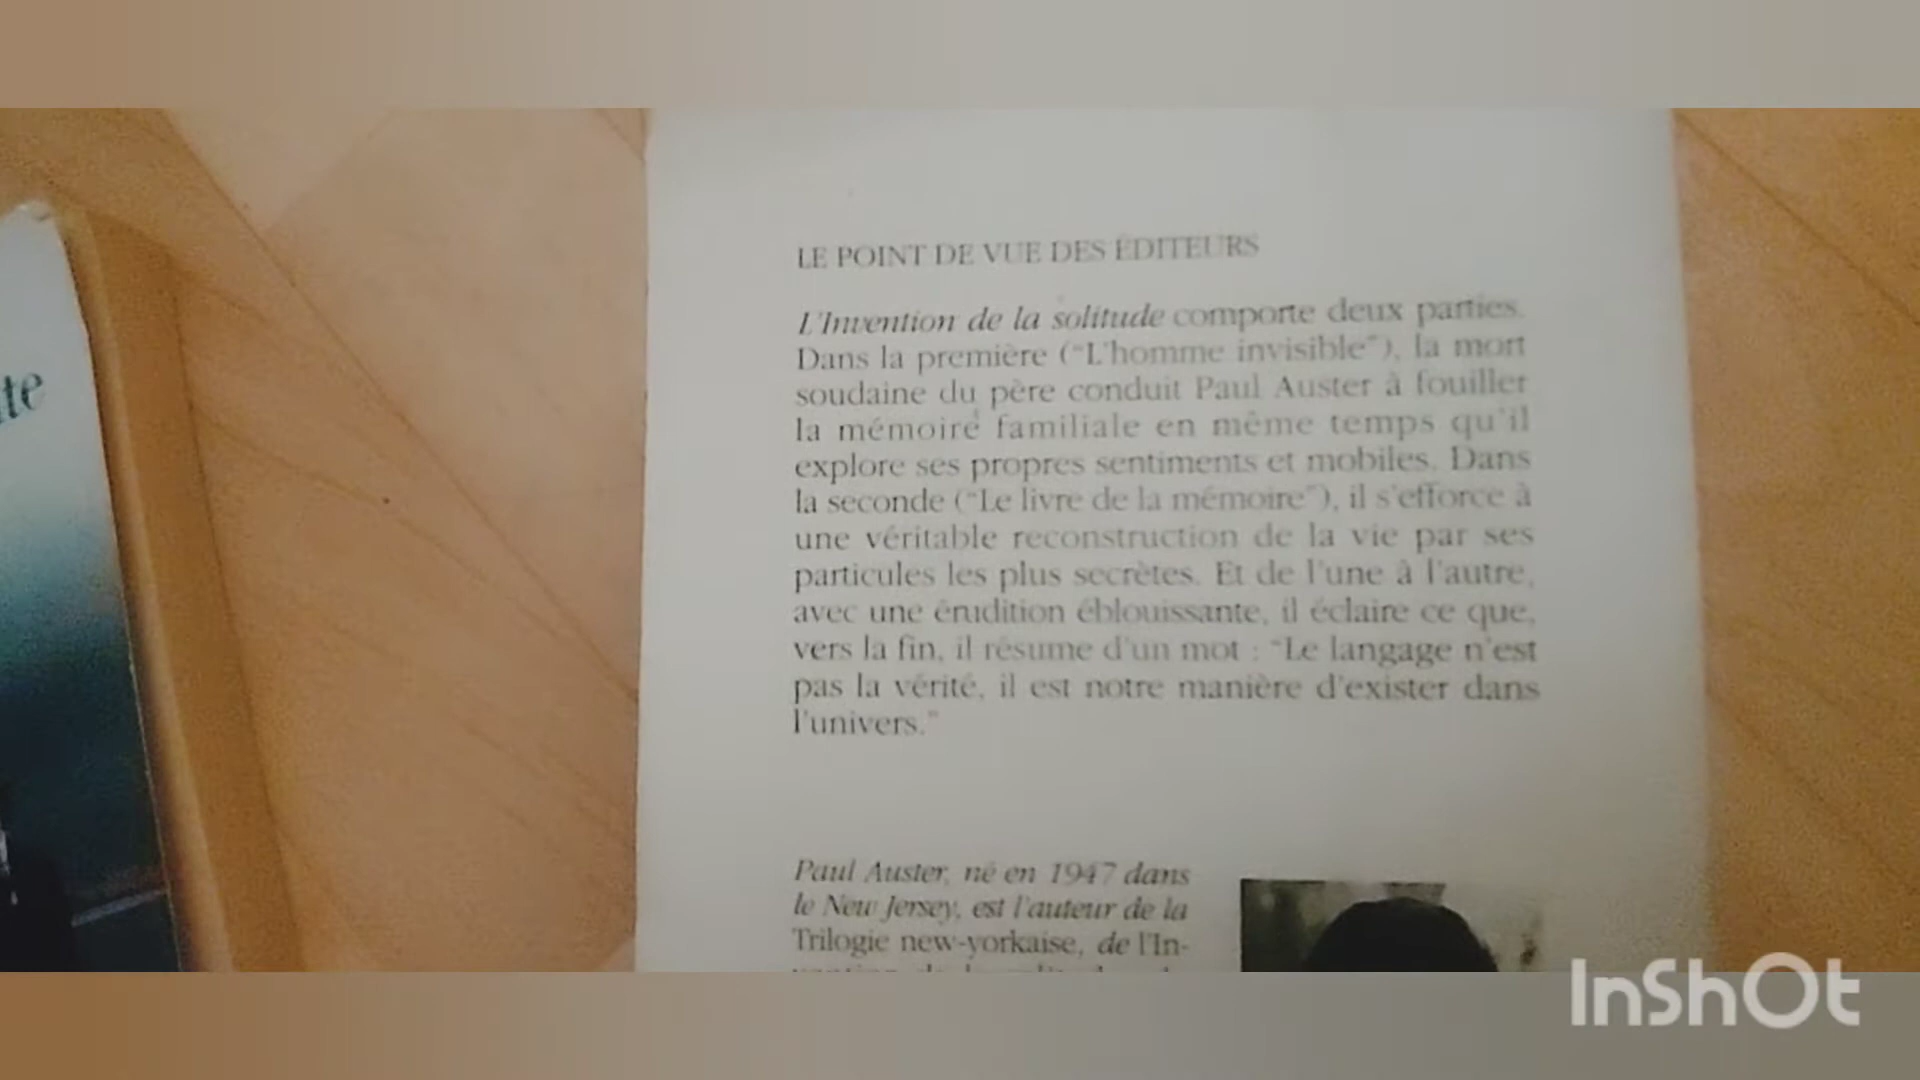 te
LE POINT DE VUE DES ÉDITEURS
L'Invention de la solitude comporte deux parties.
Dans la première ("L'homme invisible"), la mort
soudaine du père conduit Paul Auster à fouiller
la mémoire familiale en même temps qu'il
explore ses propres sentiments et mobiles. Dans
la seconde ("Le livre de la mémoire"), il s'efforce à
une véritable reconstruction de la vie par ses
particules les plus secrètes. Et de l'une à l'autre,
avec une érudition éblouissante, il éclaire ce que,
vers la fin, il résume d'un mot : "Le langage n'est
pas la vérité, il est notre manière d'exister dans
l'univers."
Paul Auster, né en 1947 dans
le New Jersey, est l'auteur de la
Trilogie new-yorkaise, de l'In-
InShOt